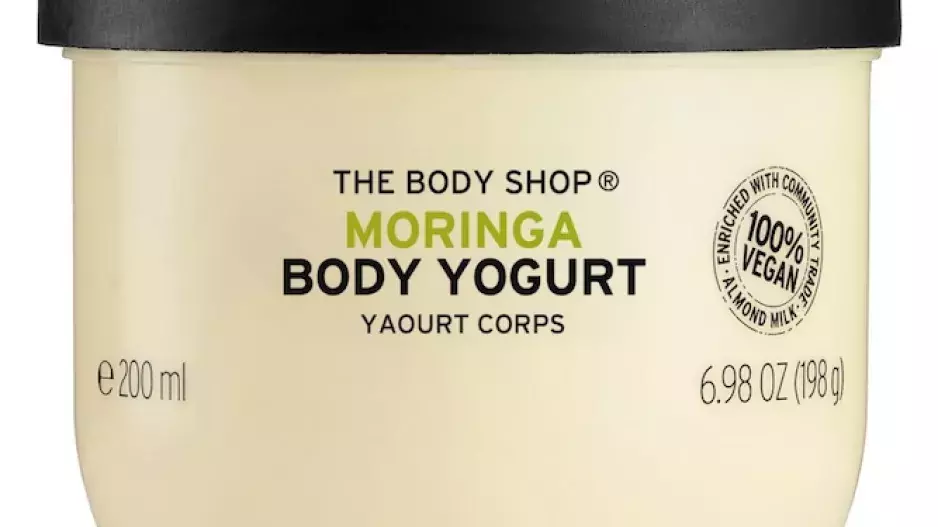 THE BODY SHOP®
MORINGA
BODY YOGURT
YAOURT CORPS
ENRICHED WITH COMMUNITY TRADE
· ALMOND MILK ·
100%
VEGAN
℮ 200 ml
6.98 OZ (198 g)